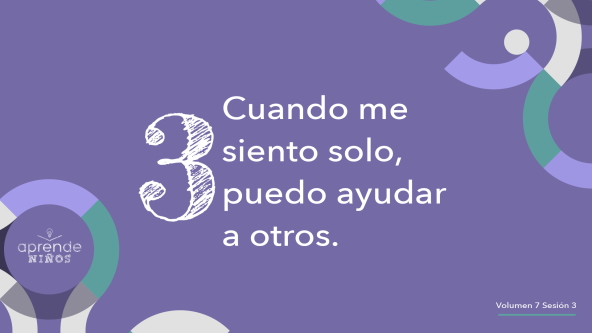 3
Cuando me
siento solo,
puedo ayudar
a otros.
aprende
NIÑOS
Volumen 7 Sesión 3